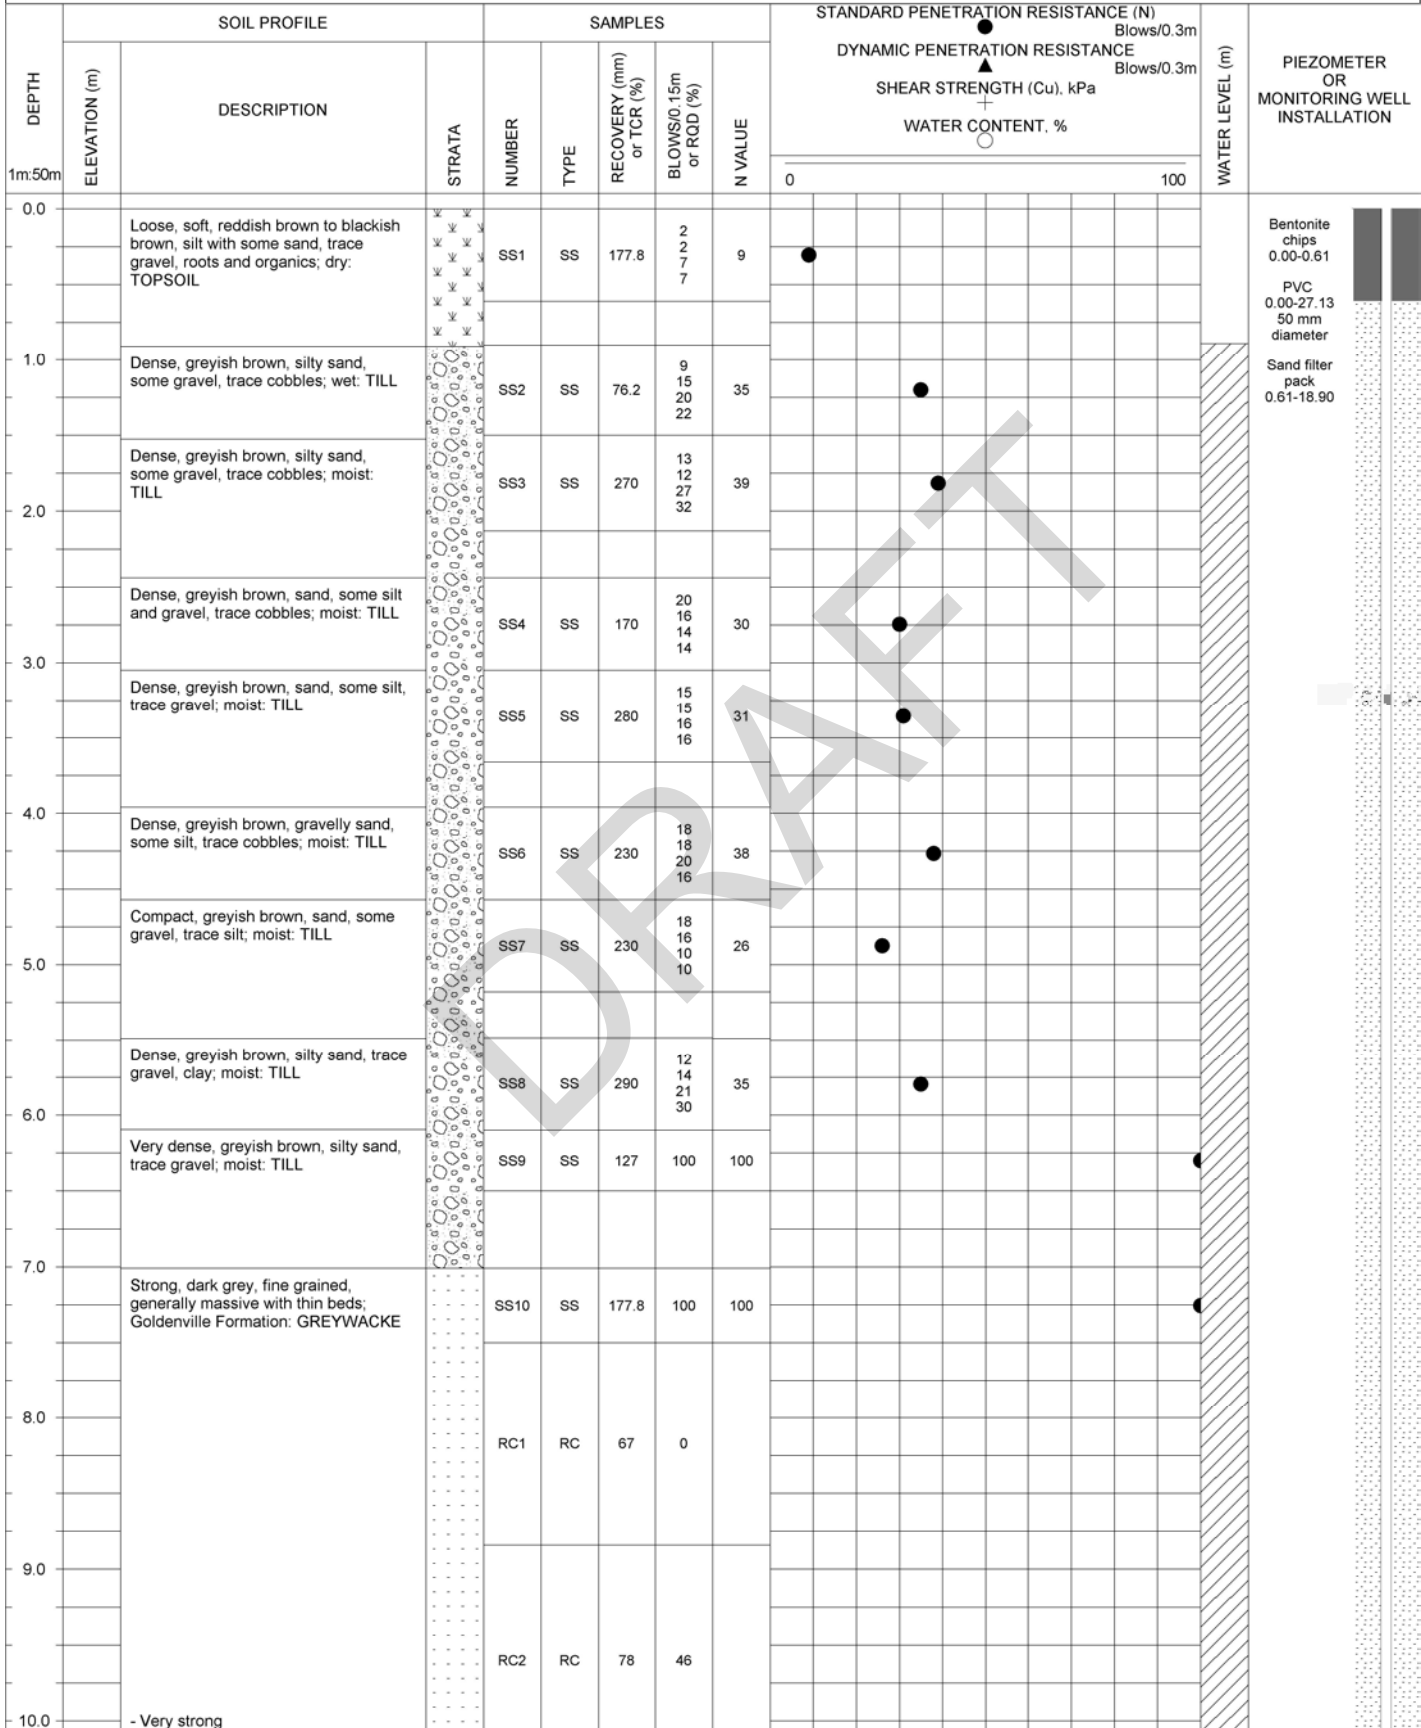 SOIL PROFILE
SAMPLES
STANDARD PENETRATION RESISTANCE (N)
Blows/0.3m
DYNAMIC PENETRATION RESISTANCE
Blows/0.3m
SHEAR STRENGTH (Cu), kPa
WATER CONTENT, %
0 100
DEPTH
1m:50m
ELEVATION (m)
DESCRIPTION
STRATA
NUMBER
TYPE
RECOVERY (mm)
or TCR (%)
BLOWS/0.15m
or RQD (%)
N VALUE
WATER LEVEL (m)
PIEZOMETER
OR
MONITORING WELL
INSTALLATION
0.0
Loose, soft, reddish brown to blackish
brown, silt with some sand, trace
gravel, roots and organics; dry:
TOPSOIL
SS1 SS 177.8
2
2
7
7
9
Bentonite
chips
0.00-0.61
PVC
0.00-27.13
50 mm
diameter
Sand filter
pack
0.61-18.90
1.0
Dense, greyish brown, silty sand,
some gravel, trace cobbles; wet: TILL
SS2 SS 76.2
9
15
20
22
35
Dense, greyish brown, silty sand,
some gravel, trace cobbles; moist:
TILL
SS3 SS 270
13
12
27
32
39
2.0
Dense, greyish brown, sand, some silt
and gravel, trace cobbles; moist: TILL
SS4 SS 170
20
16
14
14
30
3.0
Dense, greyish brown, sand, some silt,
trace gravel; moist: TILL
SS5 SS 280
15
15
16
16
31
4.0
Dense, greyish brown, gravelly sand,
some silt, trace cobbles; moist: TILL
SS6 SS 230
18
18
20
16
38
Compact, greyish brown, sand, some
gravel, trace silt; moist: TILL
SS7 SS 230
18
16
10
10
26
5.0
Dense, greyish brown, silty sand, trace
gravel, clay; moist: TILL
SS8 SS 290
12
14
21
30
35
6.0
Very dense, greyish brown, silty sand,
trace gravel; moist: TILL
SS9 SS 127 100 100
7.0
Strong, dark grey, fine grained,
generally massive with thin beds;
Goldenville Formation: GREYWACKE
SS10 SS 177.8 100 100
8.0
RC1 RC 67 0
9.0
RC2 RC 78 46
10.0
- Very strong
DRAFT